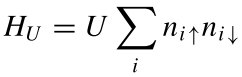 H_U = U \sum_i n_{i\uparrow} n_{i\downarrow}